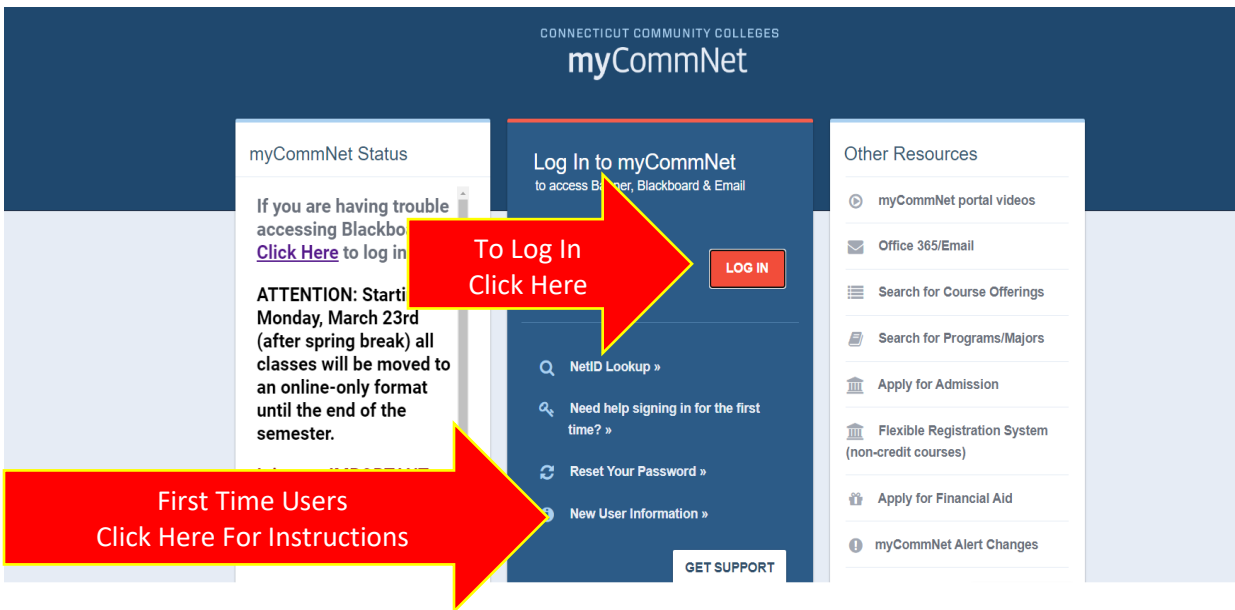 CONNECTICUT COMMUNITY COLLEGES
myCommNet
myCommNet Status
If you are having trouble
accessing
Click Here to log in
ATTENTION:
Monday, March 23rd
(after spring break) all
classes will be moved to
an online-only format
until the end of the
semester.
Log In to myCommNet
to access Banner, Blackboard & Email
To Log In
Click Here
LOG IN
NetID Lookup »
Need help signing in for the first
time? »
Reset Your Password »
New User Information »
First Time Users
Click Here For Instructions
GET SUPPORT
Other Resources
myCommNet portal videos
Office 365/Email
Search for Course Offerings
Search for Programs/Majors
Apply for Admission
Flexible Registration System
(non-credit courses)
Apply for Financial Aid
myCommNet Alert Changes